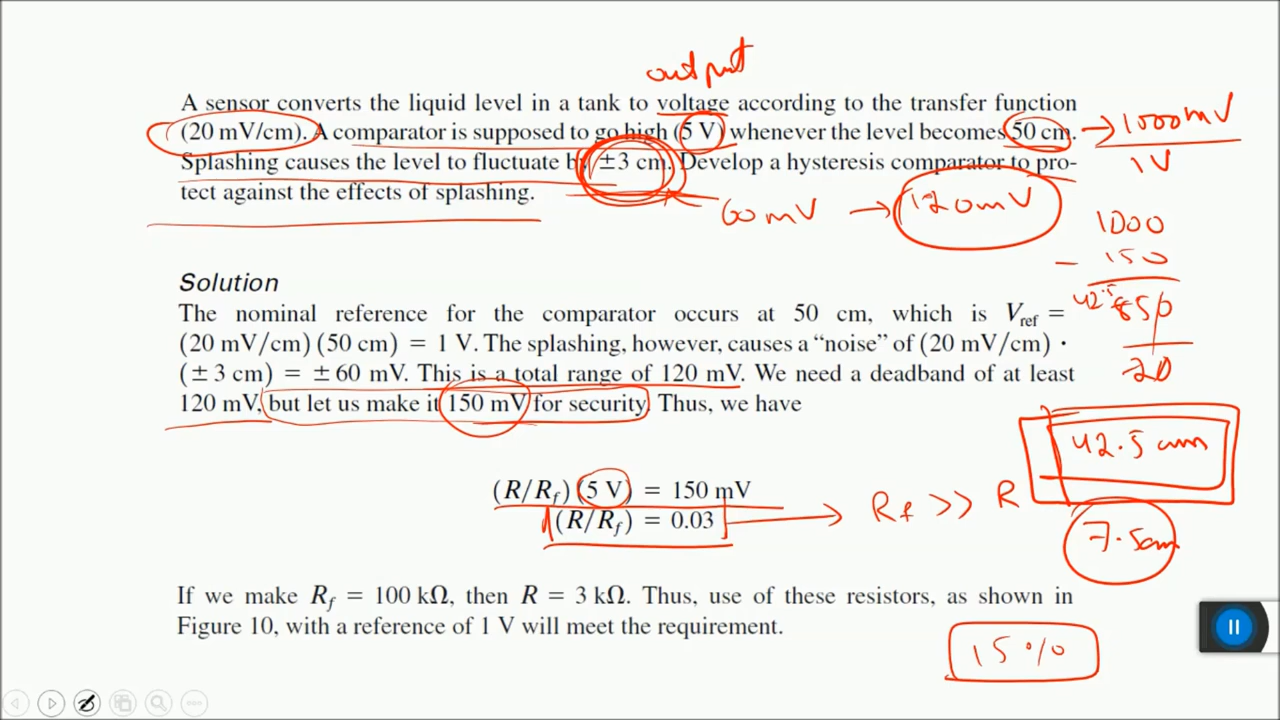 output
A sensor converts the liquid level in a tank to voltage according to the transfer function
(20 mV/cm). A comparator is supposed to go high (5 V) whenever the level becomes 50 cm. → 1000mV
1V
Splashing causes the level to fluctuate by ±3 cm. Develop a hysteresis comparator to pro-
tect against the effects of splashing.
60mV → 120mV
1000
- 150
850
42.5
20
Solution
The nominal reference for the comparator occurs at 50 cm, which is Vref =
(20 mV/cm) (50 cm) = 1 V. The splashing, however, causes a “noise” of (20 mV/cm) ·
(± 3 cm) = ± 60 mV. This is a total range of 120 mV. We need a deadband of at least
120 mV, but let us make it 150 mV for security. Thus, we have
42.5 cm
(R/Rf) (5 V) = 150 mV
(R/Rf) = 0.03 → Rf >> R
7.5cm
If we make Rf = 100 kΩ, then R = 3 kΩ. Thus, use of these resistors, as shown in
Figure 10, with a reference of 1 V will meet the requirement.
15%